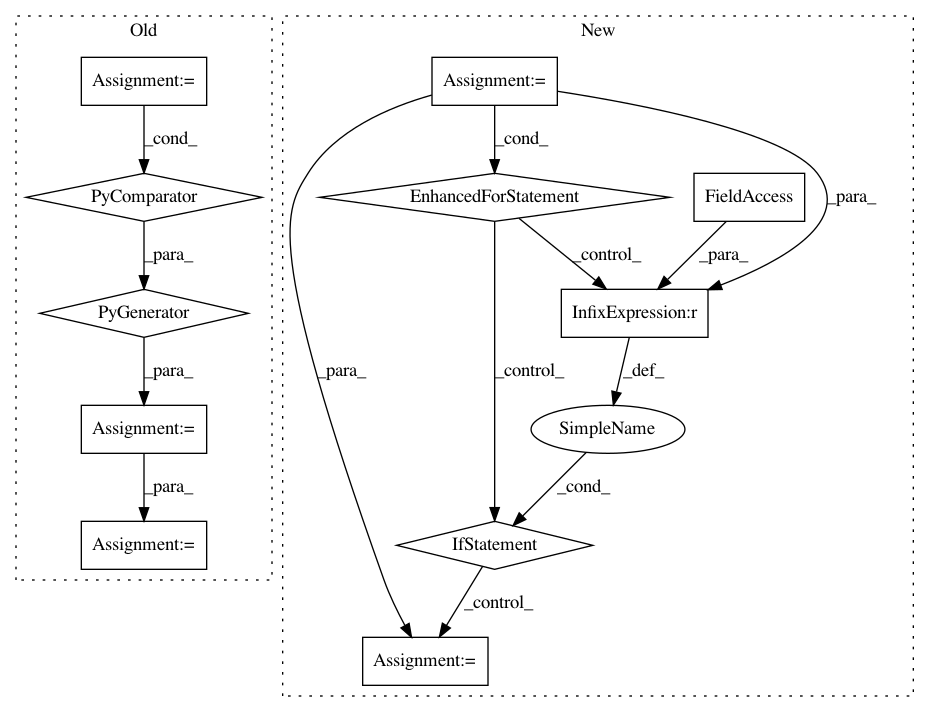 Old
New
Assignment:=
Assignment:=
_cond_
_cond_
PyComparator
EnhancedForStatement
FieldAccess
_para_
_para_
_control_
_para_
PyGenerator
InfixExpression:r
_para_
_para_
_control_
_def_
Assignment:=
SimpleName
_para_
_cond_
Assignment:=
IfStatement
_control_
Assignment:=